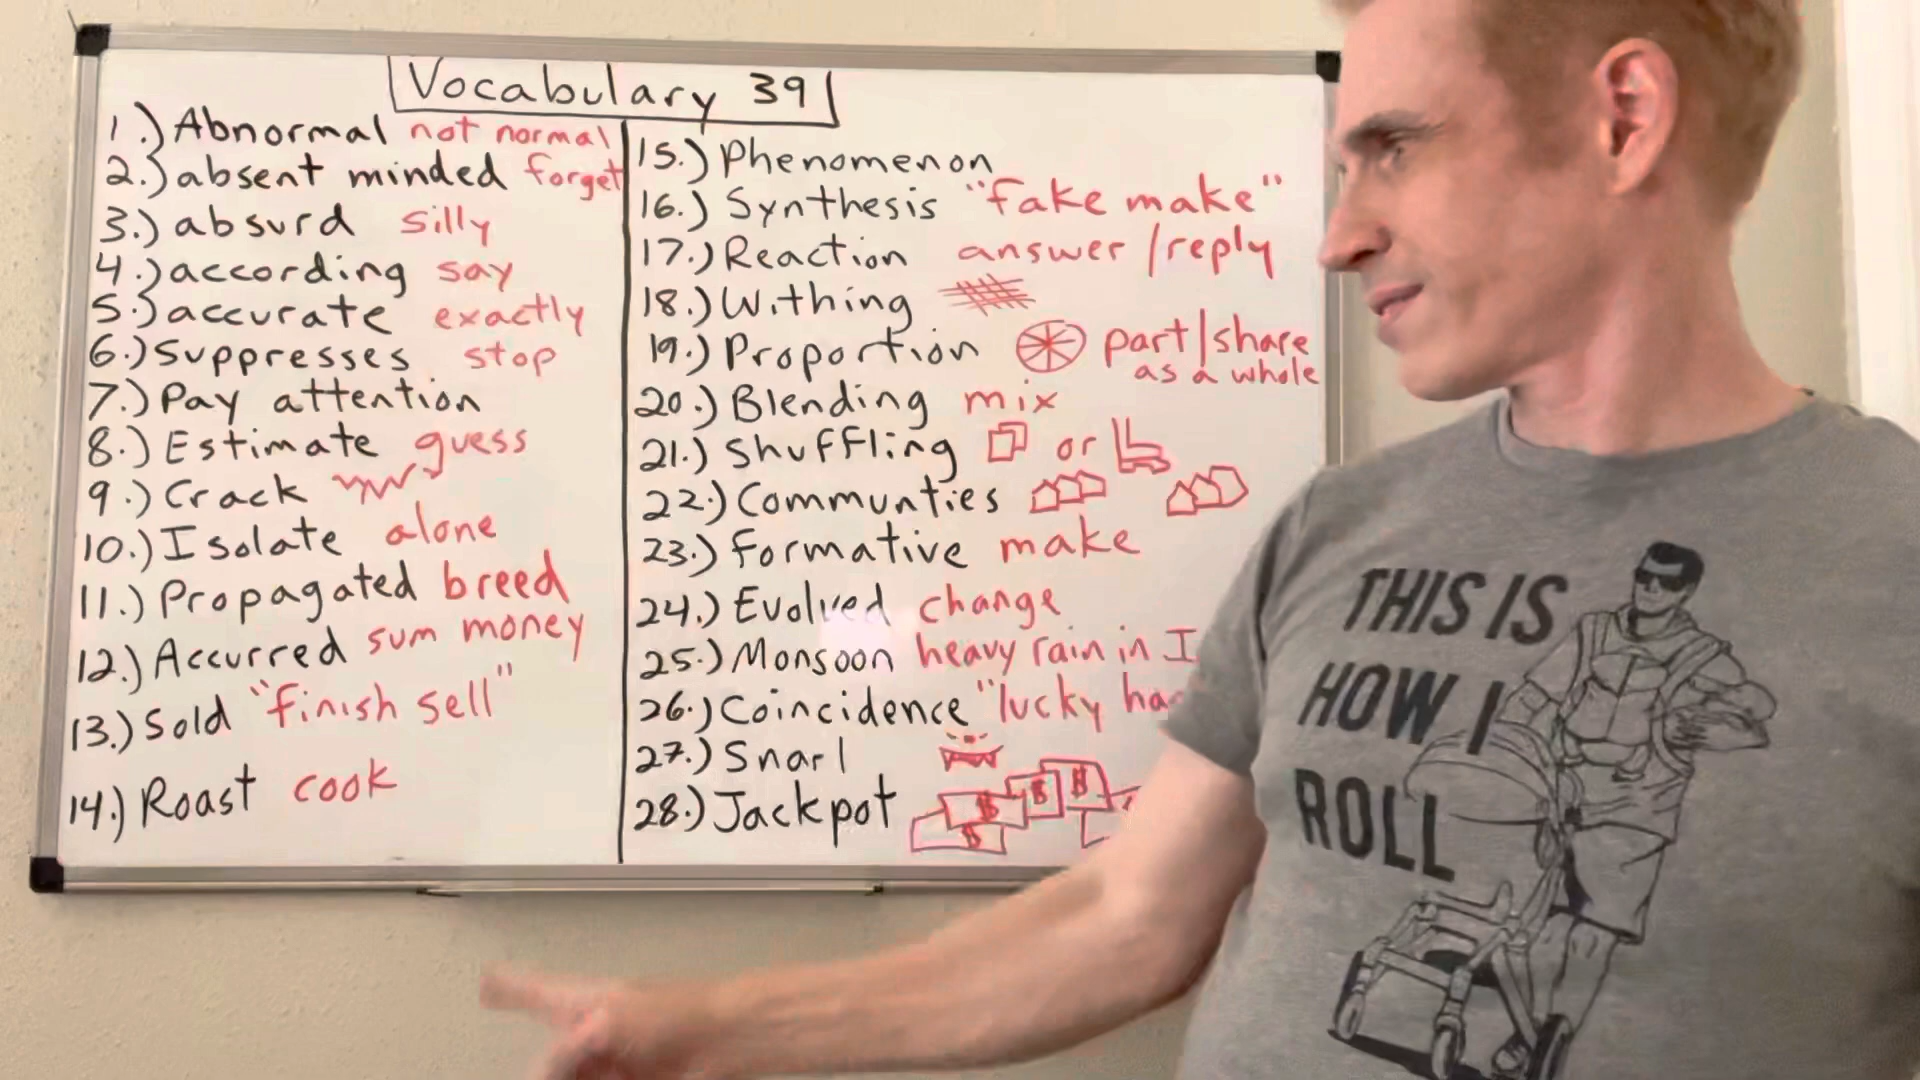 Vocabulary 39
1.) Abnormal not normal
2.) absent minded forget
3.) absurd silly
4.) according say
5.) accurate exactly
6.) Suppresses stop
7.) Pay attention
8.) Estimate guess
9.) Crack
10.) Isolate alone
11.) Propagated breed
12.) Accurred sum money
13.) Sold "finish sell"
14.) Roast cook
15.) Phenomenon
16.) Synthesis "fake make"
17.) Reaction answer/reply
18.) Withing
19.) Proportion part/share
as a whole
20.) Blending mix
21.) Shuffling or
22.) Communties
23.) Formative make
24.) Evolved change
25.) Monsoon heavy rain in I
26.) Coincidence "lucky ha
27.) Snarl
28.) Jackpot $ $ $ $
THIS IS
HOW I
ROLL